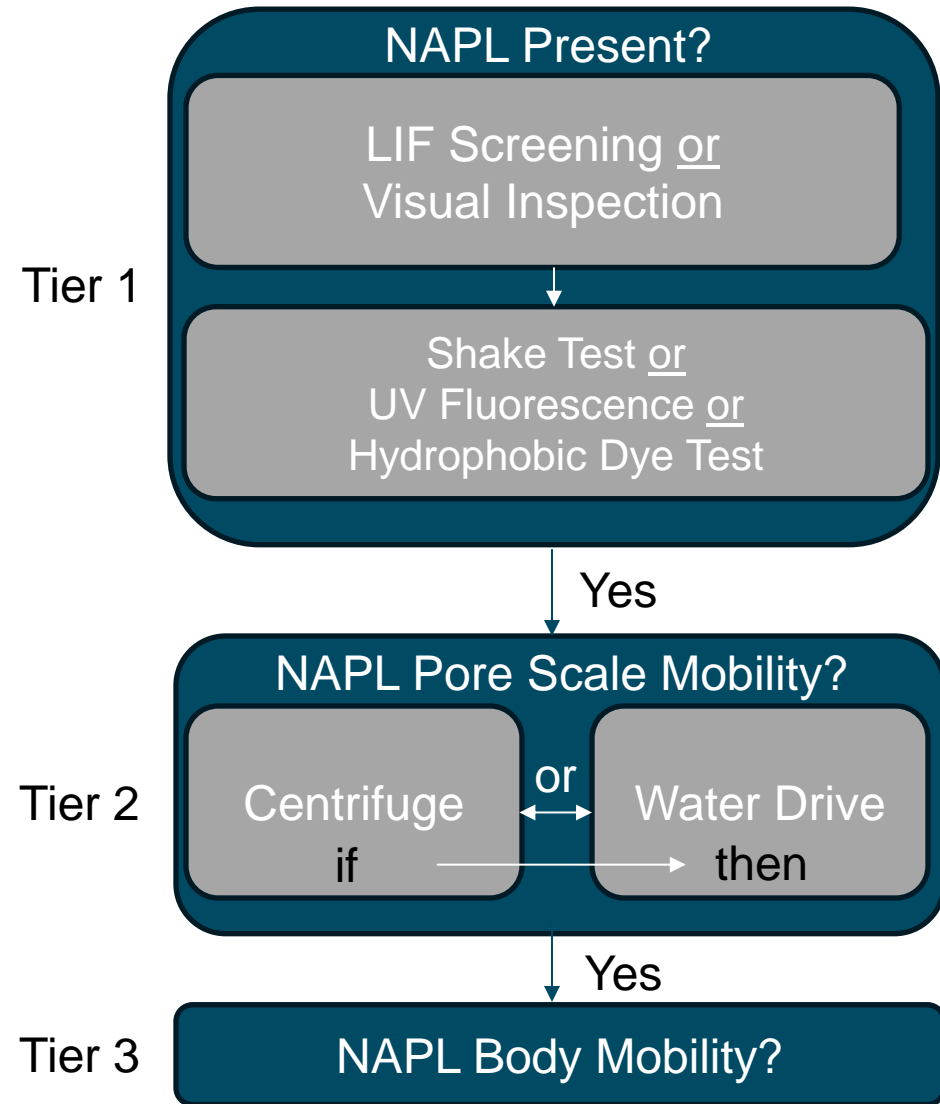 NAPL Present?
LIF Screening or
Visual Inspection
Tier 1
Shake Test or
UV Fluorescence or
Hydrophobic Dye Test
Yes
NAPL Pore Scale Mobility?
or
Tier 2
Centrifuge
Water Drive
if
then
Yes
Tier 3
NAPL Body Mobility?